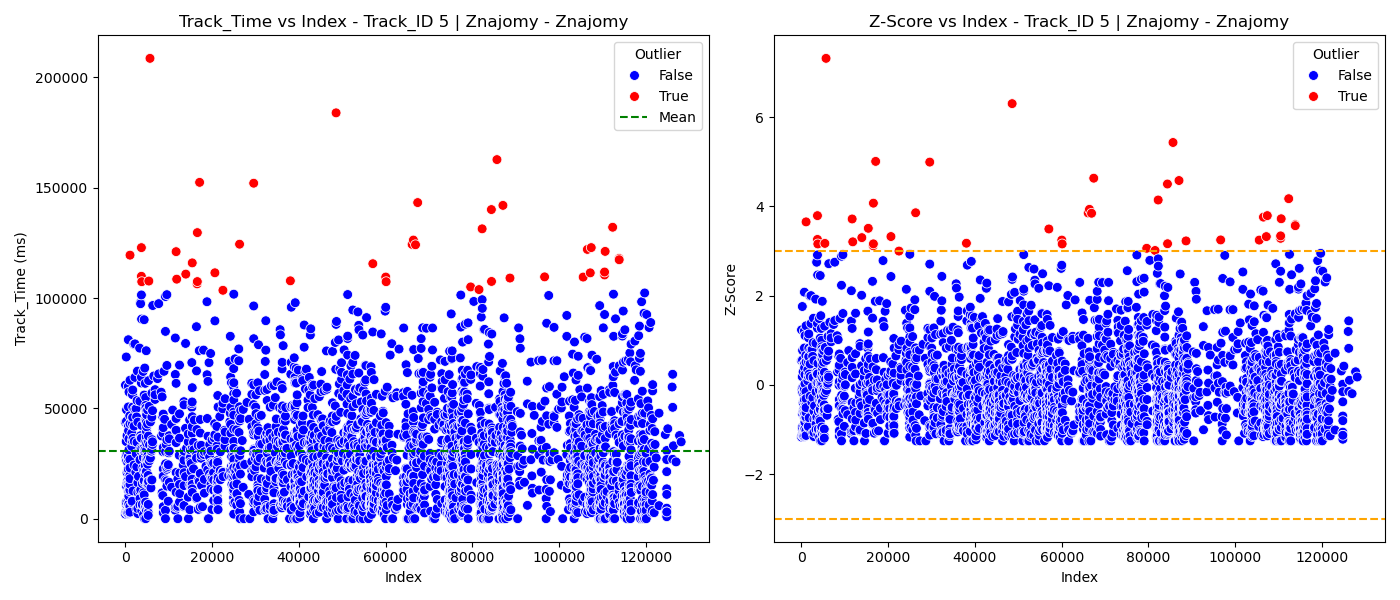 Track_Time vs Index - Track_ID 5 | Znajomy - Znajomy
Outlier
False
True
Mean
Track_Time (ms)
200000
150000
100000
50000
0
0 20000 40000 60000 80000 100000 120000
Index
Z-Score vs Index - Track_ID 5 | Znajomy - Znajomy
Outlier
False
True
Z-Score
6
4
2
0
−2
0 20000 40000 60000 80000 100000 120000
Index